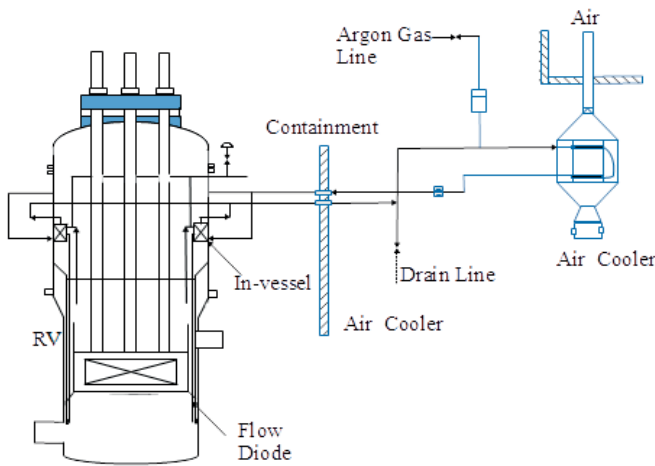 Air
Argon Gas
Line
Containment
Air Cooler
Drain Line
In-vessel
Air Cooler
RV
Flow
Diode